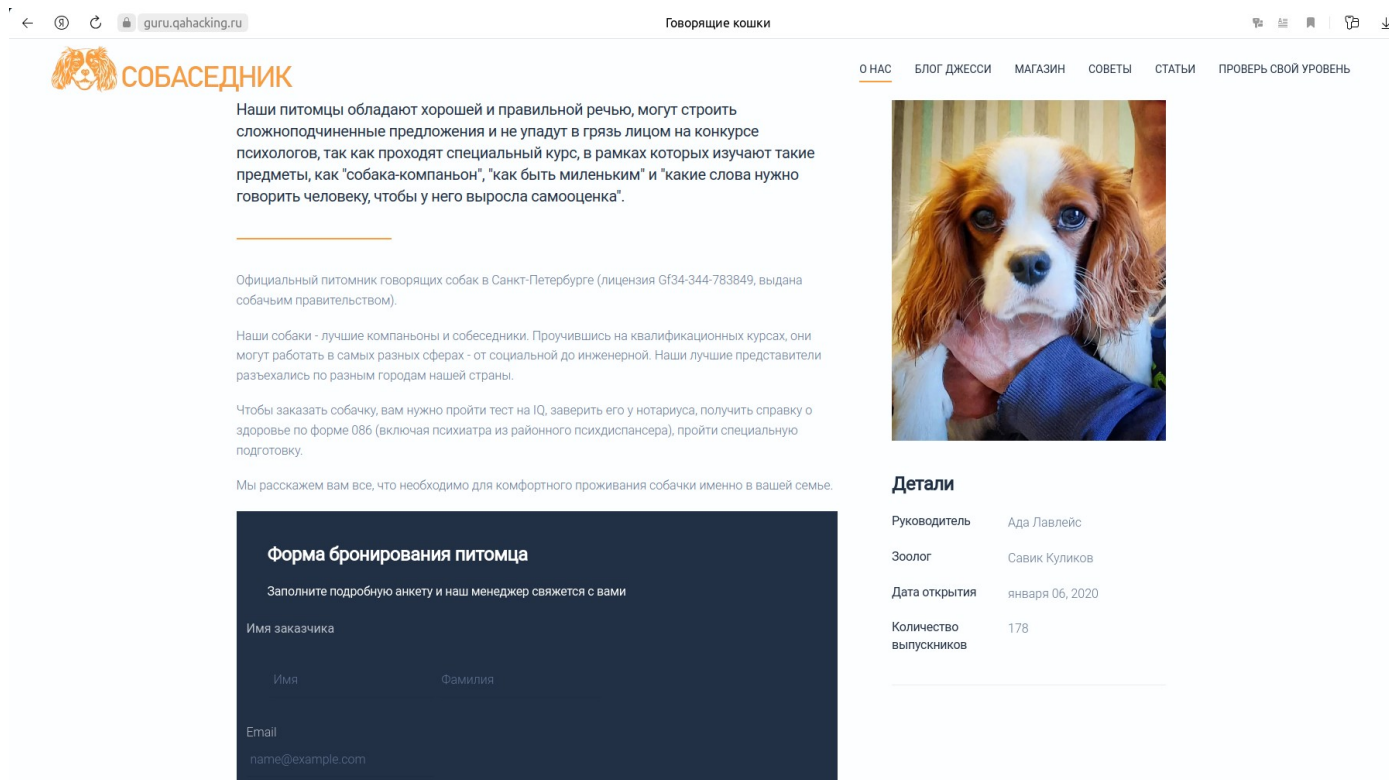 guru.qahacking.ru
Говорящие кошки
СОБАСЕДНИК
О НАС БЛОГ ДЖЕССИ МАГАЗИН СОВЕТЫ СТАТЬИ ПРОВЕРЬ СВОЙ УРОВЕНЬ
Наши питомцы обладают хорошей и правильной речью, могут строить
сложноподчиненные предложения и не упадут в грязь лицом на конкурсе
психологов, так как проходят специальный курс, в рамках которых изучают такие
предметы, как "собака-компаньон", "как быть миленьким" и "какие слова нужно
говорить человеку, чтобы у него выросла самооценка".
Официальный питомник говорящих собак в Санкт-Петербурге (лицензия Gf34-344-783849, выдана
собачьим правительством).
Наши собаки - лучшие компаньоны и собеседники. Проучившись на квалификационных курсах, они
могут работать в самых разных сферах - от социальной до инженерной. Наши лучшие представители
разъехались по разным городам нашей страны.
Чтобы заказать собачку, вам нужно пройти тест на IQ, заверить его у нотариуса, получить справку о
здоровье по форме 086 (включая психиатра из районного психдиспансера), пройти специальную
подготовку.
Мы расскажем вам все, что необходимо для комфортного проживания собачки именно в вашей семье.
Форма бронирования питомца
Заполните подробную анкету и наш менеджер свяжется с вами
Имя заказчика
Имя Фамилия
Email
name@example.com
Детали
Руководитель Ада Лавлейс
Зоолог Савик Куликов
Дата открытия января 06, 2020
Количество 178
выпускников